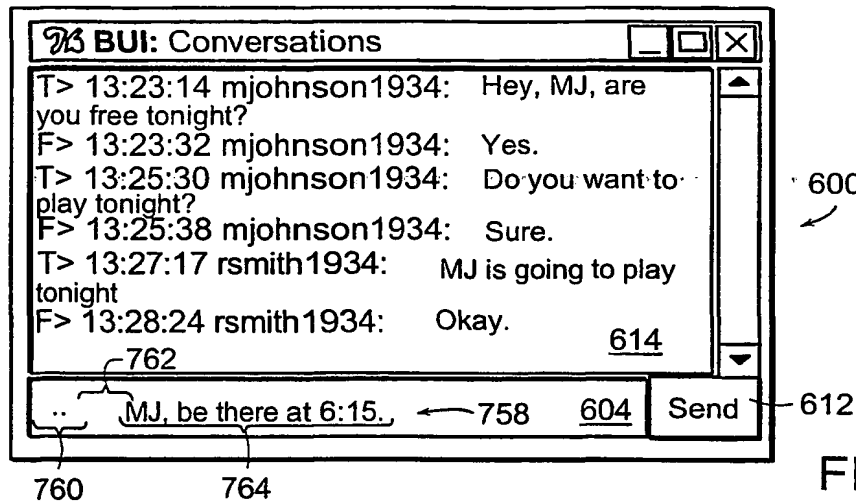 BUI: Conversations
T> 13:23:14 mjohnson1934: Hey, MJ, are
you free tonight?
F> 13:23:32 mjohnson1934: Yes.
T> 13:25:30 mjohnson1934: Do you want to
play tonight?
F> 13:25:38 mjohnson1934: Sure.
T> 13:27:17 rsmith1934: MJ is going to play
tonight
F> 13:28:24 rsmith1934: Okay.
614
600
762
.. MJ, be there at 6:15. 758 604 Send 612
760 764